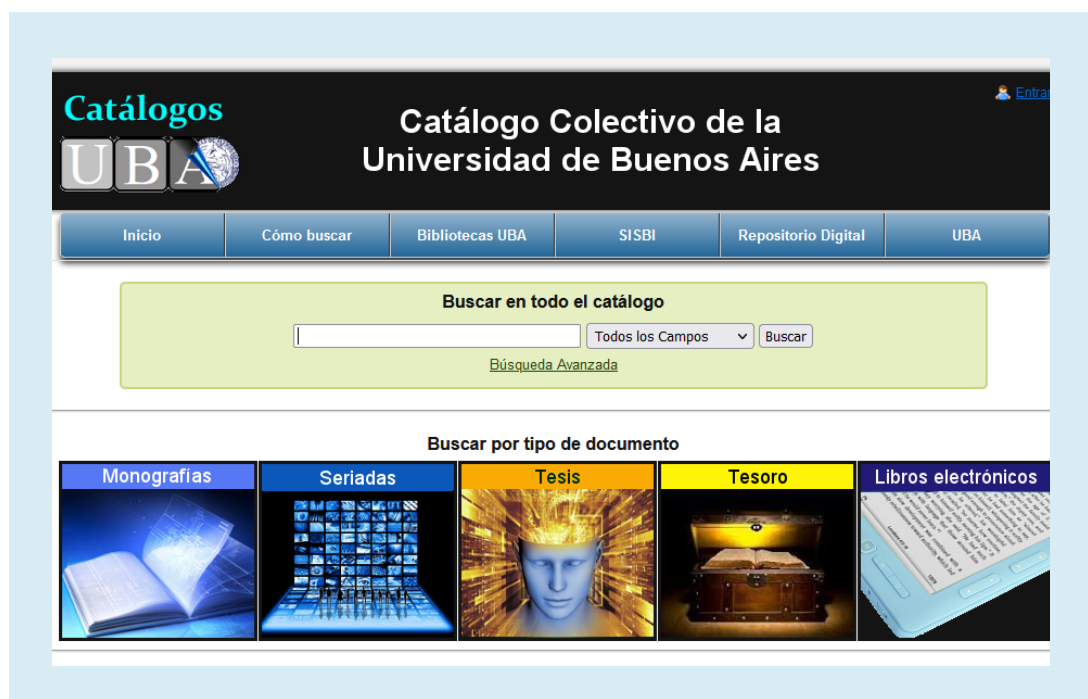 Catálogos
UBA
Catálogo Colectivo de la
Universidad de Buenos Aires
Entrar
Inicio
Cómo buscar
Bibliotecas UBA
SISBI
Repositorio Digital
UBA
Buscar en todo el catálogo
Todos los Campos
Buscar
Búsqueda Avanzada
Buscar por tipo de documento
Monografías
Seriadas
Tesis
Tesoro
Libros electrónicos